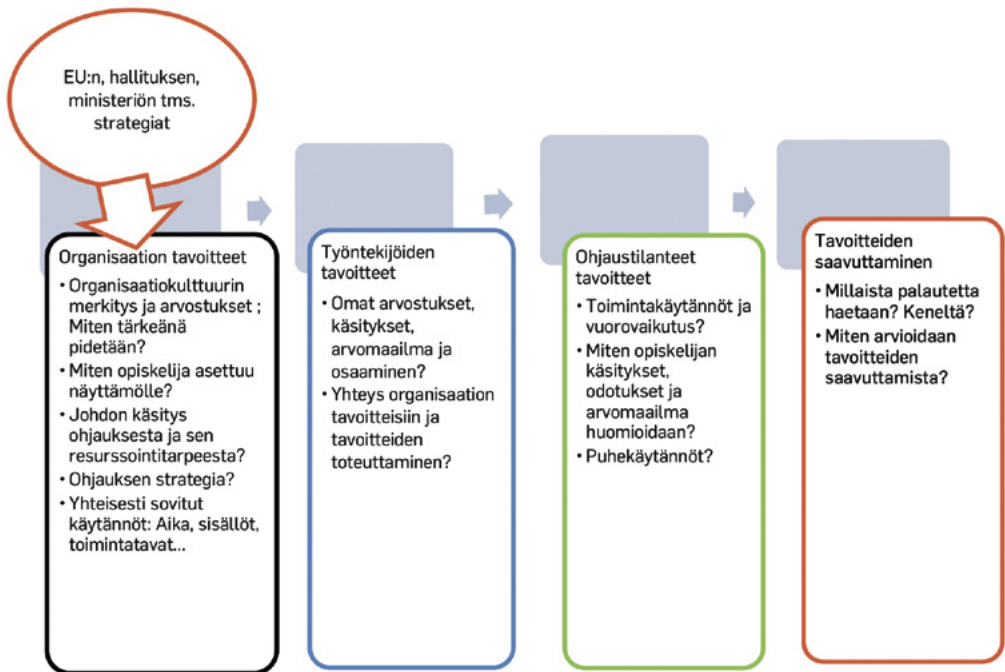 EU:n, hallituksen,
ministeriön tms.
strategiat
Organisaation tavoitteet
• Organisaatiokulttuurin
merkitys ja arvostukset ;
Miten tärkeänä
pidetään?
• Miten opiskelija asettuu
näyttämölle?
• Johdon käsitys
ohjauksesta ja sen
resurssointitarpeesta?
• Ohjauksen strategia?
• Yhteisesti sovitut
käytännöt: Aika, sisällöt,
toimintatavat...
Työntekijöiden
tavoitteet
• Omat arvostukset,
käsitykset,
arvomaailma ja
osaaminen?
• Yhteys organisaation
tavoitteisiin ja
tavoitteiden
toteuttaminen?
Ohjaustilanteet
tavoitteet
• Toimintakäytännöt ja
vuorovaikutus?
• Miten opiskelijan
käsitykset,
odotukset ja
arvomaailma
huomioidaan?
• Puhekäytännöt?
Tavoitteiden
saavuttaminen
• Millaista palautetta
haetaan? Keneltä?
• Miten arvioidaan
tavoitteiden
saavuttamista?